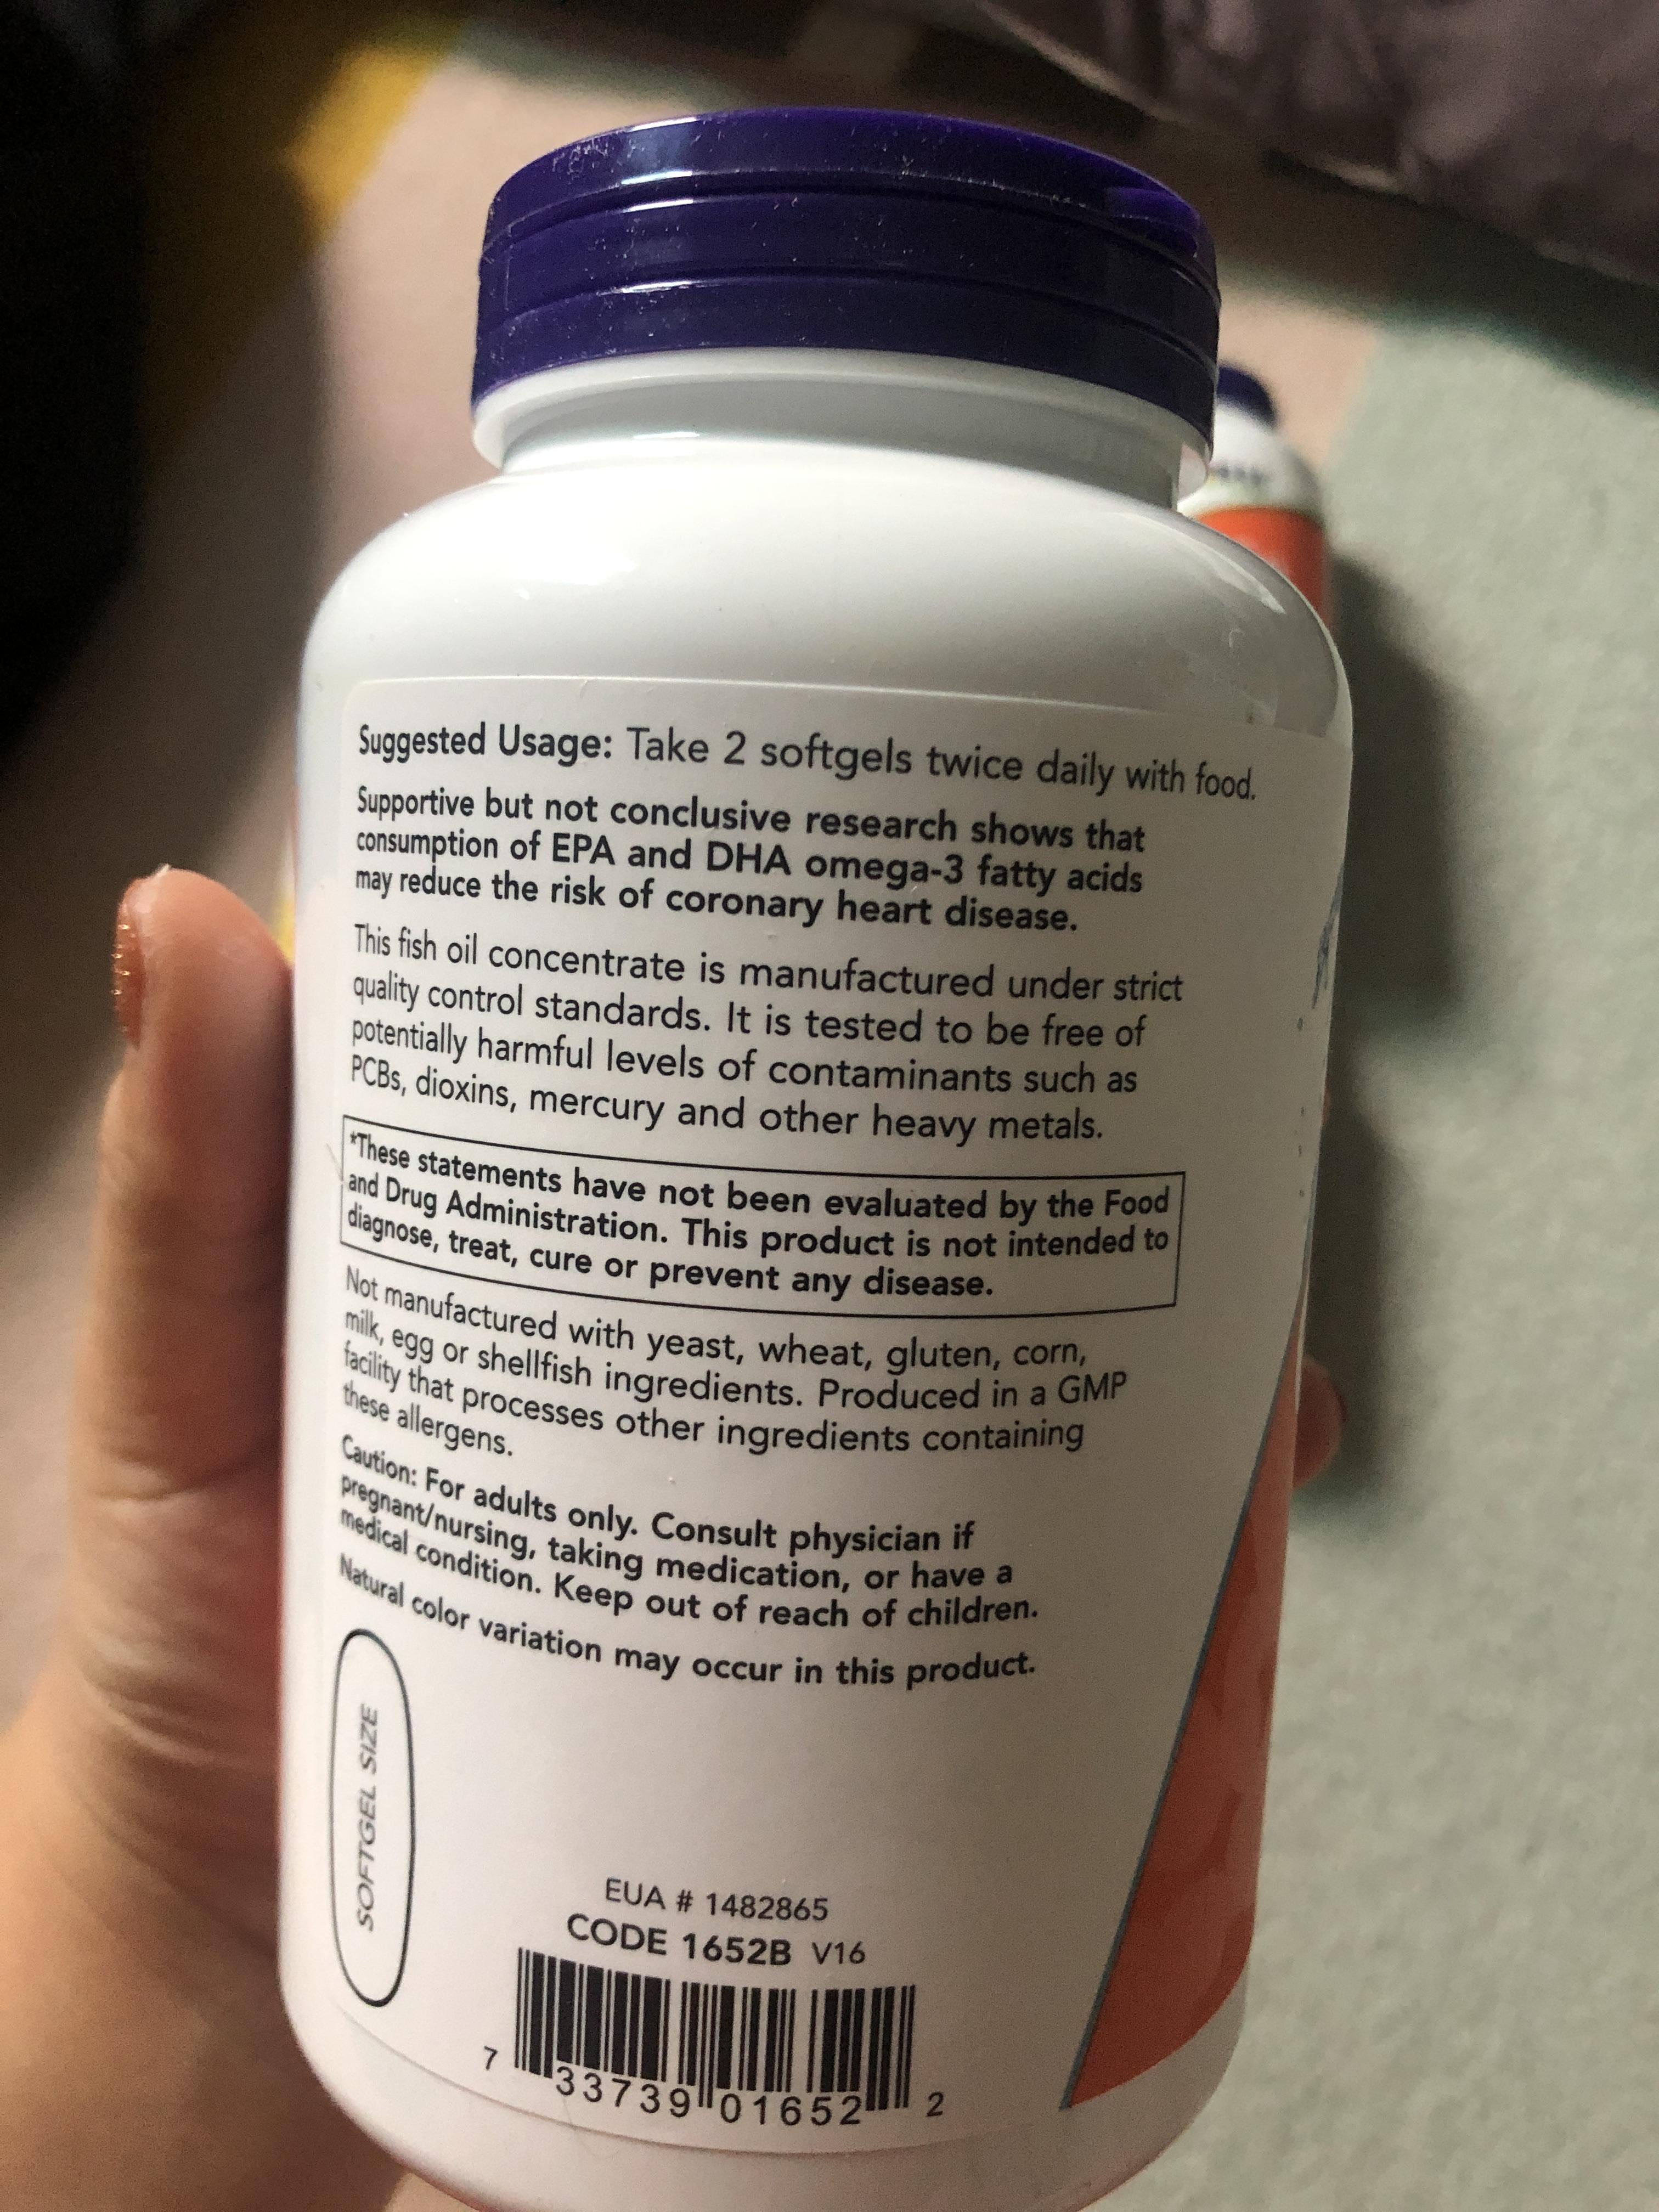 Suggested Usage: Take 2 softgels twice daily with food.
Supportive but not conclusive research shows that
consumption of EPA and DHA omega-3 fatty acids
may reduce the risk of coronary heart disease.
This fish oil concentrate is manufactured under strict
quality control standards. It is tested to be free of
potentially harmful levels of contaminants such as
PCBs, dioxins, mercury and other heavy metals.
*These statements have not been evaluated by the Food
and Drug Administration. This product is not intended to
diagnose, treat, cure or prevent any disease.
Not manufactured with yeast, wheat, gluten, corn,
milk, egg or shellfish ingredients. Produced in a GMP
facility that processes other ingredients containing
these allergens.
Caution: For adults only. Consult physician if
pregnant/nursing, taking medication, or have a
medical condition. Keep out of reach of children.
Natural color variation may occur in this product.
SOFTGEL SIZE
EUA # 1482865
CODE 1652B V16
7 33739 01652 2